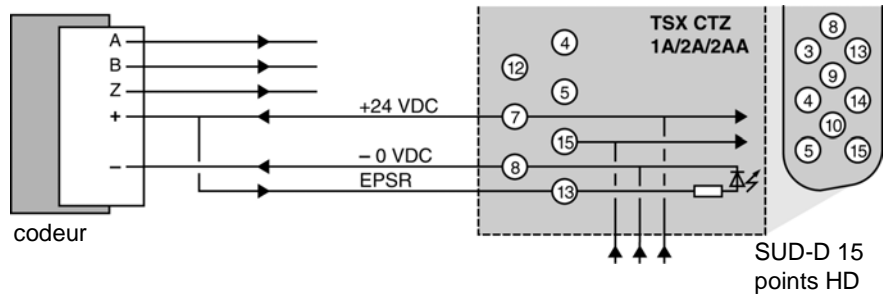 A
B
Z
+
–
codeur
+24 VDC
– 0 VDC
EPSR
TSX CTZ
1A/2A/2AA
4
12
5
7
15
8
13
8
3
13
9
4
14
10
5
15
SUD-D 15
points HD